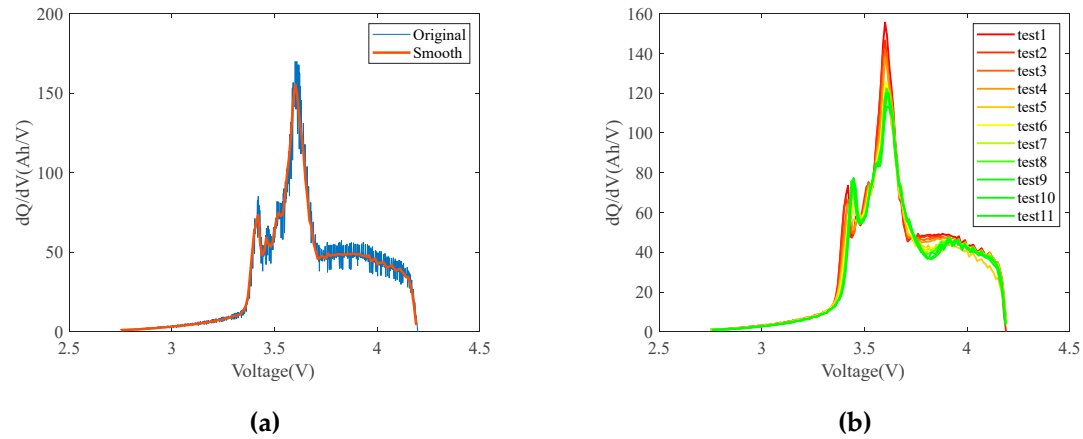 200
150
100
50
0
dQ/dV(Ah/V)
Original
Smooth
2.5
3
3.5
4
4.5
Voltage(V)
(a)
160
140
120
100
80
60
40
20
0
dQ/dV(Ah/V)
test1
test2
test3
test4
test5
test6
test7
test8
test9
test10
test11
2.5
3
3.5
4
4.5
Voltage(V)
(b)